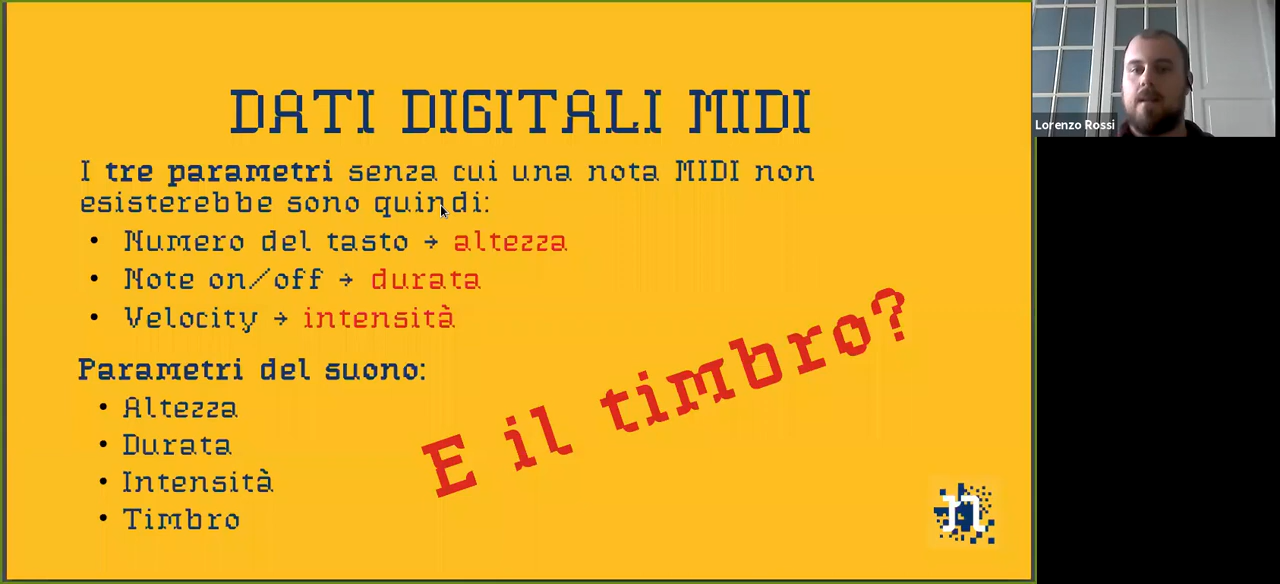 DATI DIGITALI MIDI
I tre parametri senza cui una nota MIDI non
esisterebbe sono quindi:
• Numero del tasto → altezza
• Note on/off → durata
• Velocity → intensità
E il timbro?
Parametri del suono:
• Altezza
• Durata
• Intensità
• Timbro
n
Lorenzo Rossi